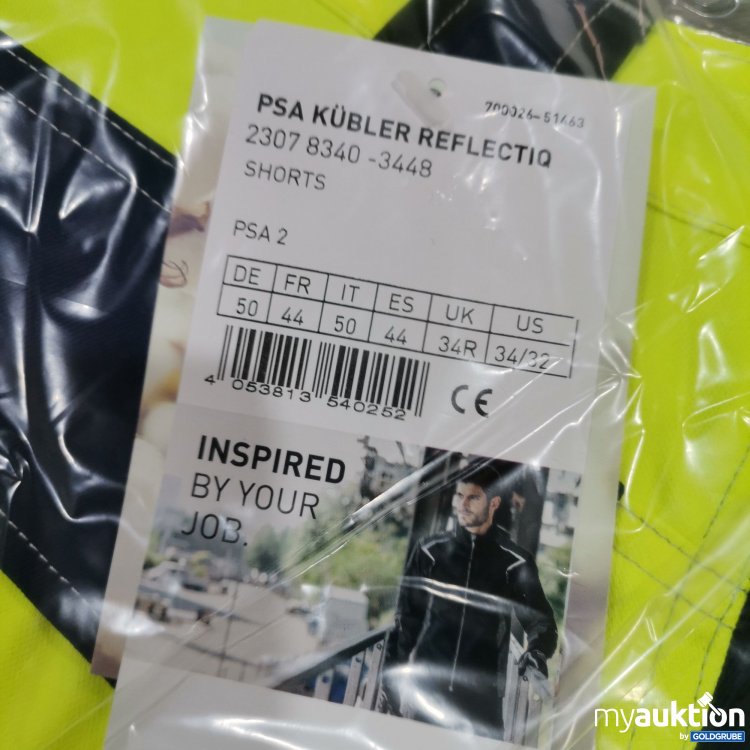 PSA KÜBLER REFLECTIQ
700026-51463
2307 8340 -3448
SHORTS
PSA 2
DE FR IT ES UK US
50 44 50 44 34R 34/32
4 053813 540252
CE
INSPIRED
BY YOUR
JOB.
myauktion
by GOLDGRUBE